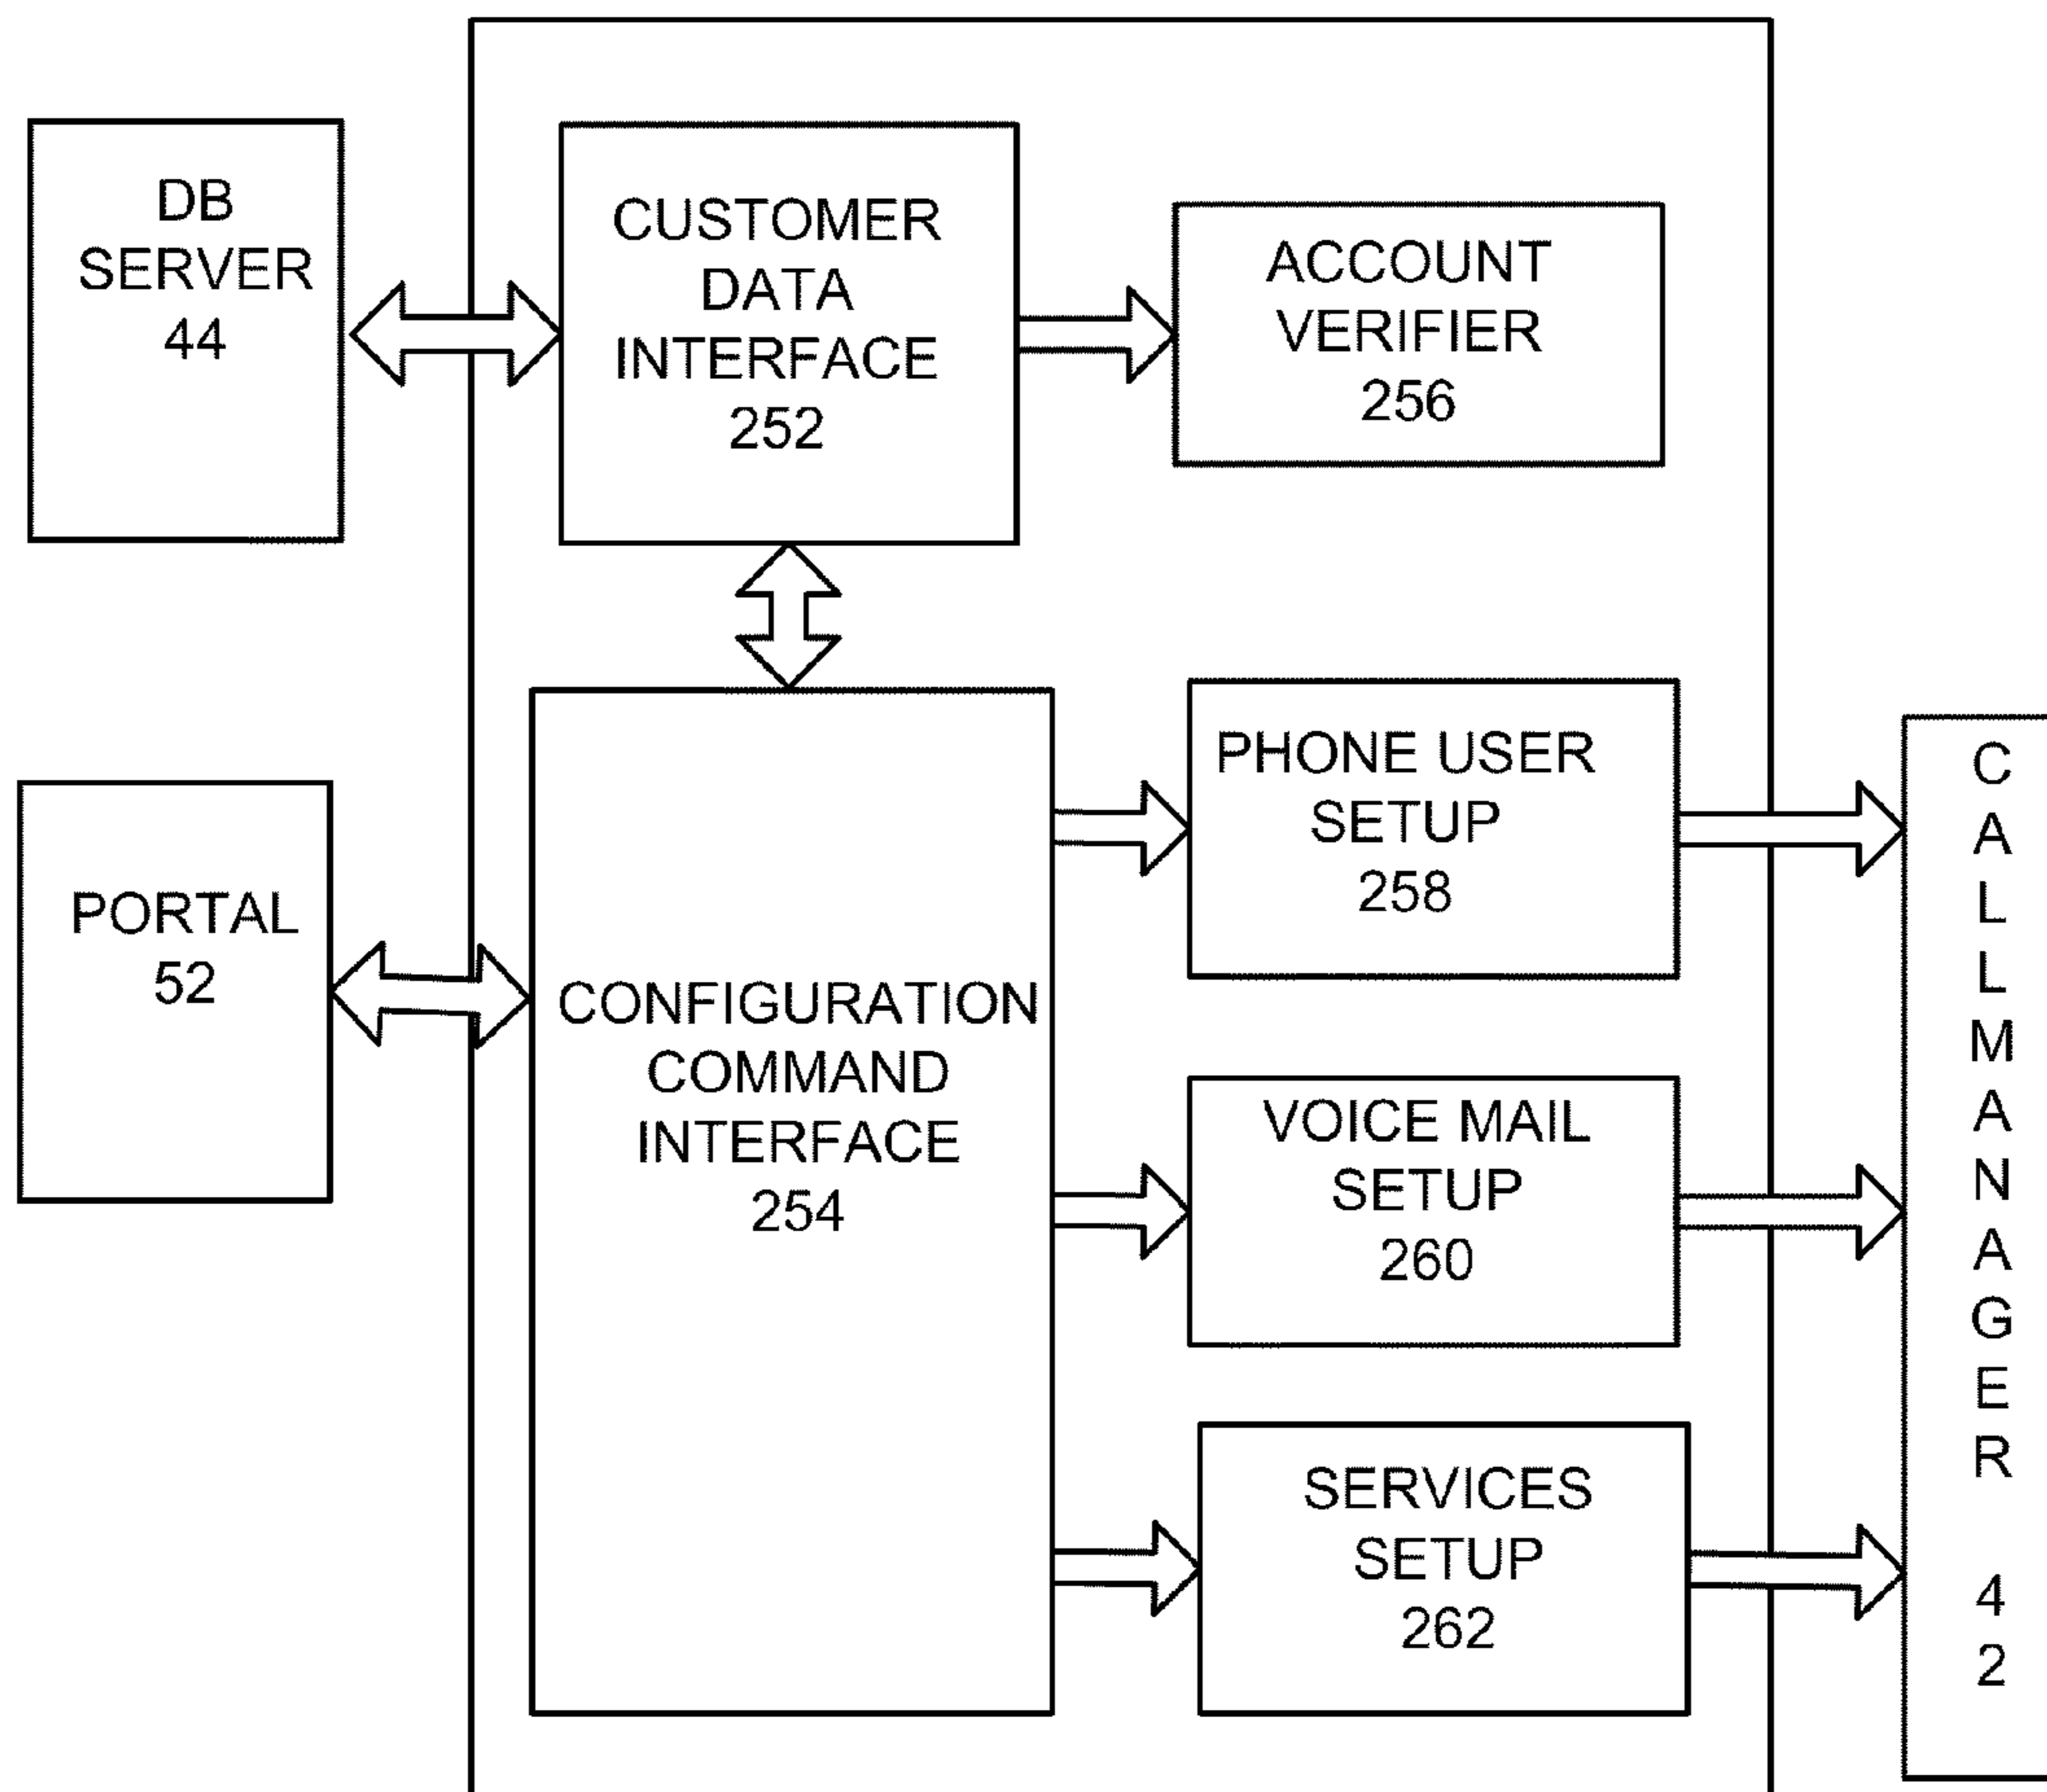 DB
SERVER
44
CUSTOMER
DATA
INTERFACE
252
ACCOUNT
VERIFIER
256
PORTAL
52
CONFIGURATION
COMMAND
INTERFACE
254
PHONE USER
SETUP
258
VOICE MAIL
SETUP
260
SERVICES
SETUP
262
C
A
L
L
M
A
N
A
G
E
R
4
2